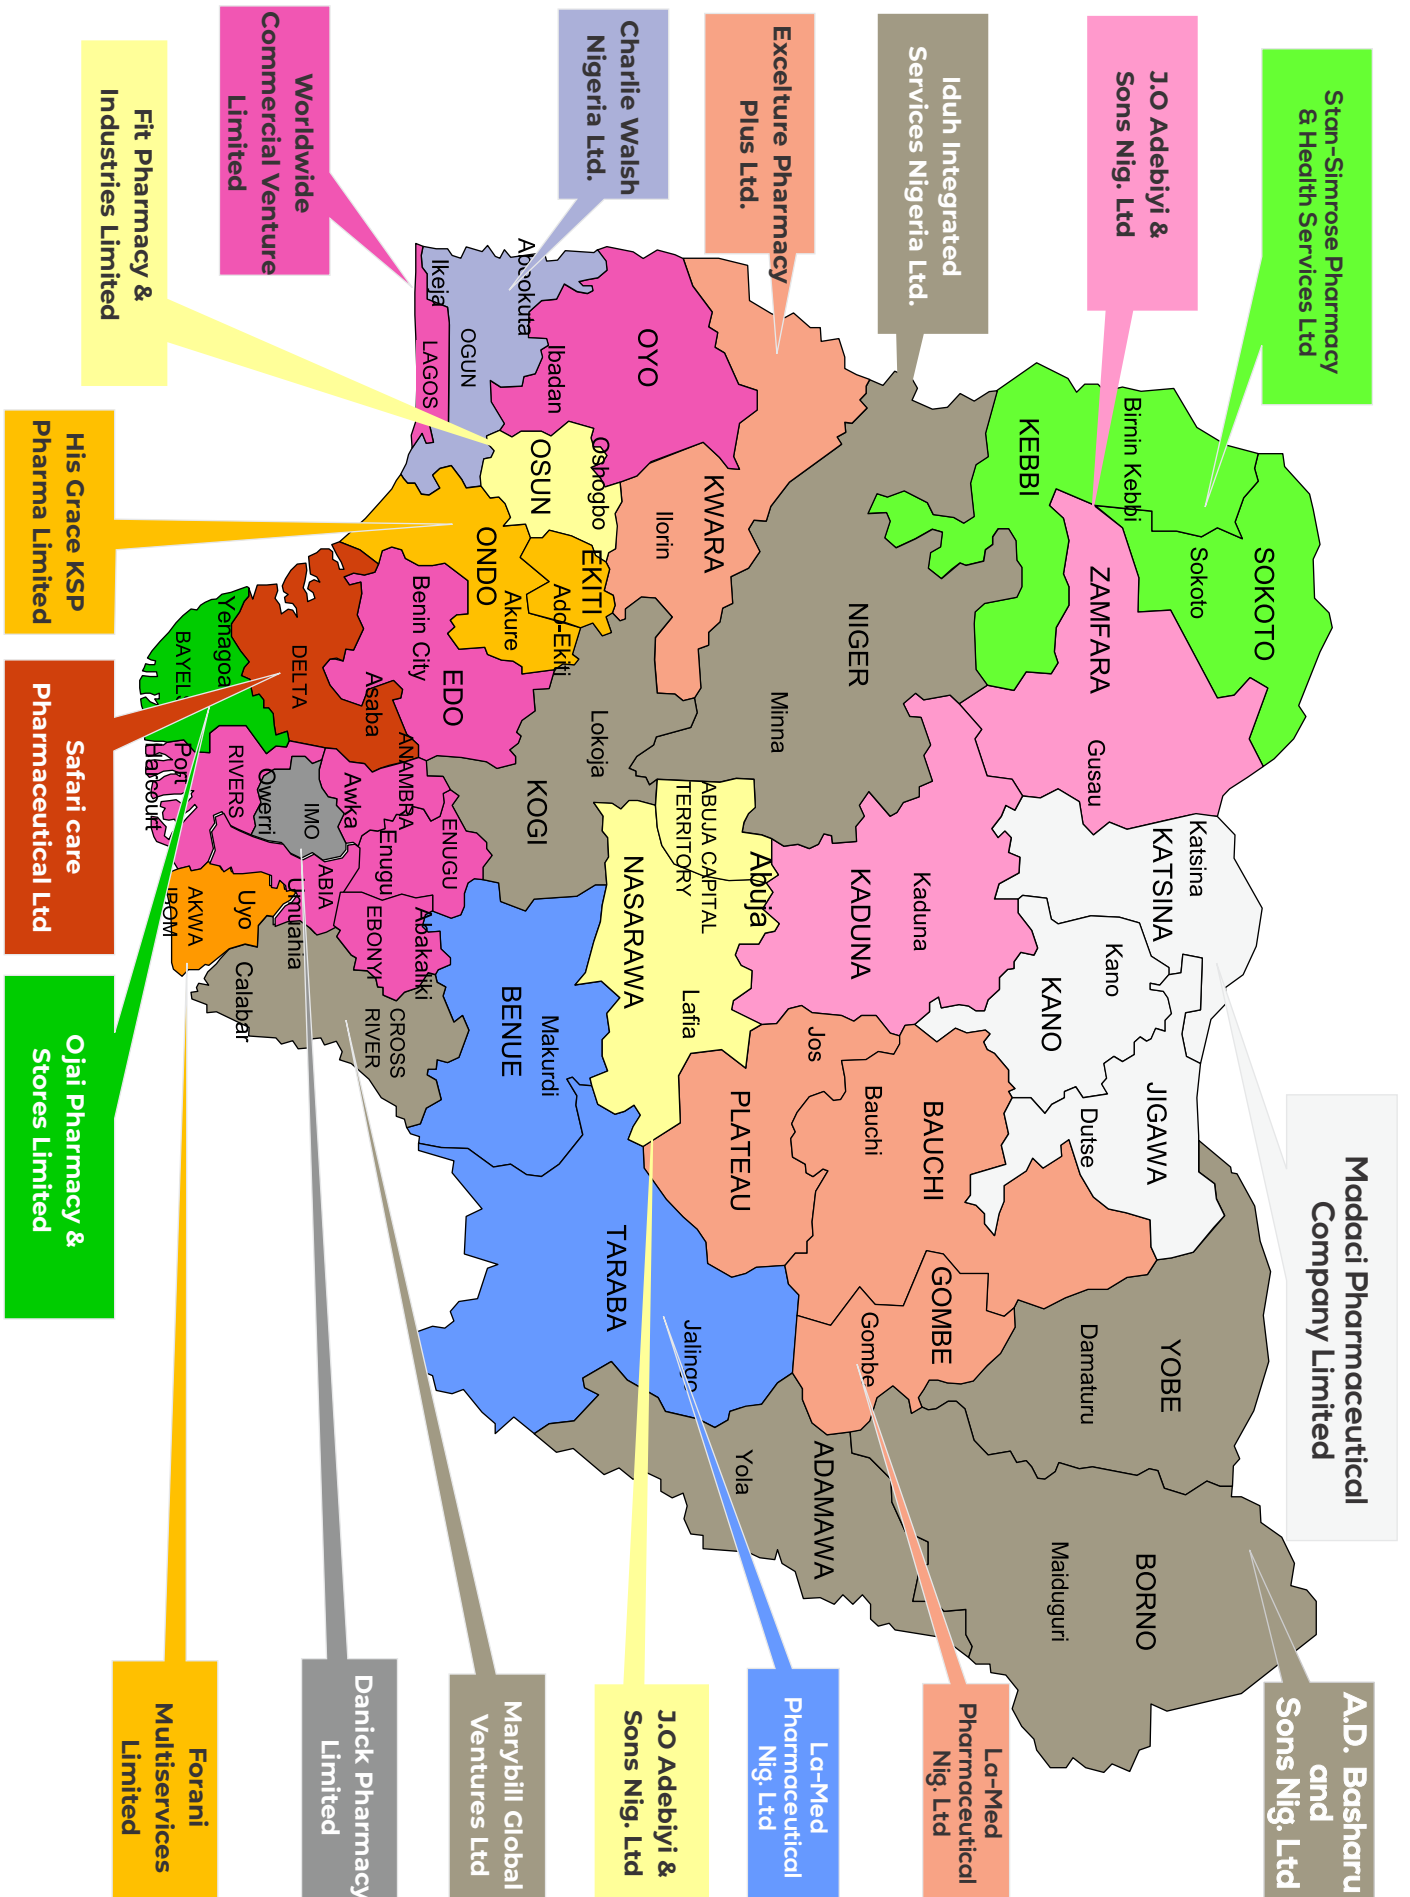 Stan-Simrose Pharmacy
& Health Services Ltd
J.O Adebiyi &
Sons Nig. Ltd
Iduh Integrated
Services Nigeria Ltd.
Excelture Pharmacy
Plus Ltd.
Charlie Walsh
Nigeria Ltd.
Worldwide
Commercial Venture
Limited
Fit Pharmacy &
Industries Limited
Madaci Pharmaceutical
Company Limited
A.D. Basharu
and
Sons Nig. Ltd
La-Med
Pharmaceutical
Nig. Ltd
La-Med
Pharmaceutical
Nig. Ltd
J.O Adebiyi &
Sons Nig. Ltd
Marybill Global
Ventures Ltd
Danick Pharmacy
Limited
Forani
Multiservices
Limited
His Grace KSP
Pharma Limited
Safari care
Pharmaceutical Ltd
Ojai Pharmacy &
Stores Limited
SOKOTO
Sokoto
Birnin Kebbi
KEBBI
ZAMFARA
Gusau
Katsina
KATSINA
Kano
KANO
JIGAWA
Dutse
YOBE
Damaturu
BORNO
Maiduguri
NIGER
Minna
Kaduna
KADUNA
BAUCHI
Bauchi
GOMBE
Gombe
ADAMAWA
Yola
Jos
PLATEAU
Abuja
ABUJA CAPITAL
TERRITORY
NASARAWA
Lafia
KWARA
Ilorin
OYO
Ibadan
Abeokuta
OGUN
Ikeja
LAGOS
Oshogbo
OSUN
EKITI
Ado-Ekiti
ONDO
Akure
Lokoja
KOGI
Makurdi
BENUE
TARABA
Jalingo
EDO
Benin City
Asaba
DELTA
Yenagoa
BAYELS
ANAMBRA
Awka
ENUGU
Enugu
Abakaliki
EBONYI
IMO
Owerri
ABIA
Umuahia
RIVERS
Port
Harcourt
Uyo
AKWA
IBOM
CROSS
RIVER
Calabar